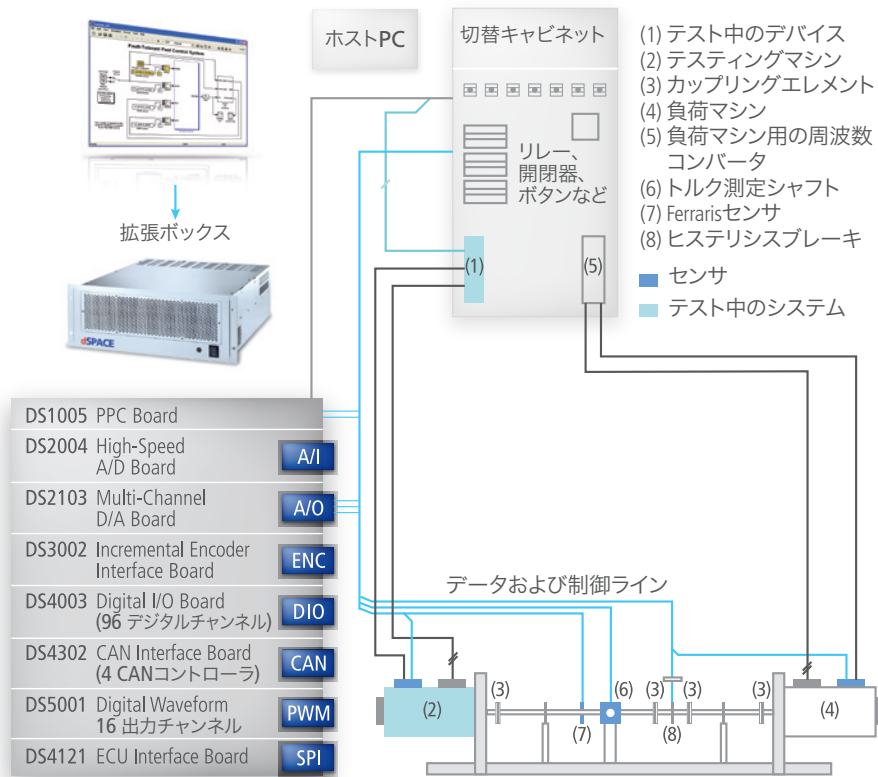 Fault-Tolerant Fuel Control System
ホストPC
切替キャビネット
リレー、
開閉器、
ボタンなど
(1)
(5)
(1) テスト中のデバイス
(2) テスティングマシン
(3) カップリングエレメント
(4) 負荷マシン
(5) 負荷マシン用の周波数
コンバータ
(6) トルク測定シャフト
(7) Ferrarisセンサ
(8) ヒステリシスブレーキ
センサ
テスト中のシステム
拡張ボックス
dSPACE
DS1005 PPC Board
DS2004 High-Speed
A/D Board
A/I
DS2103 Multi-Channel
D/A Board
A/O
DS3002 Incremental Encoder
Interface Board
ENC
DS4003 Digital I/O Board
(96 デジタルチャンネル)
DIO
DS4302 CAN Interface Board
(4 CANコントローラ)
CAN
DS5001 Digital Waveform
16 出力チャンネル
PWM
DS4121 ECU Interface Board
SPI
データおよび制御ライン
(2)
(3)
(7)
(6)
(3)
(8)
(3)
(3)
(4)